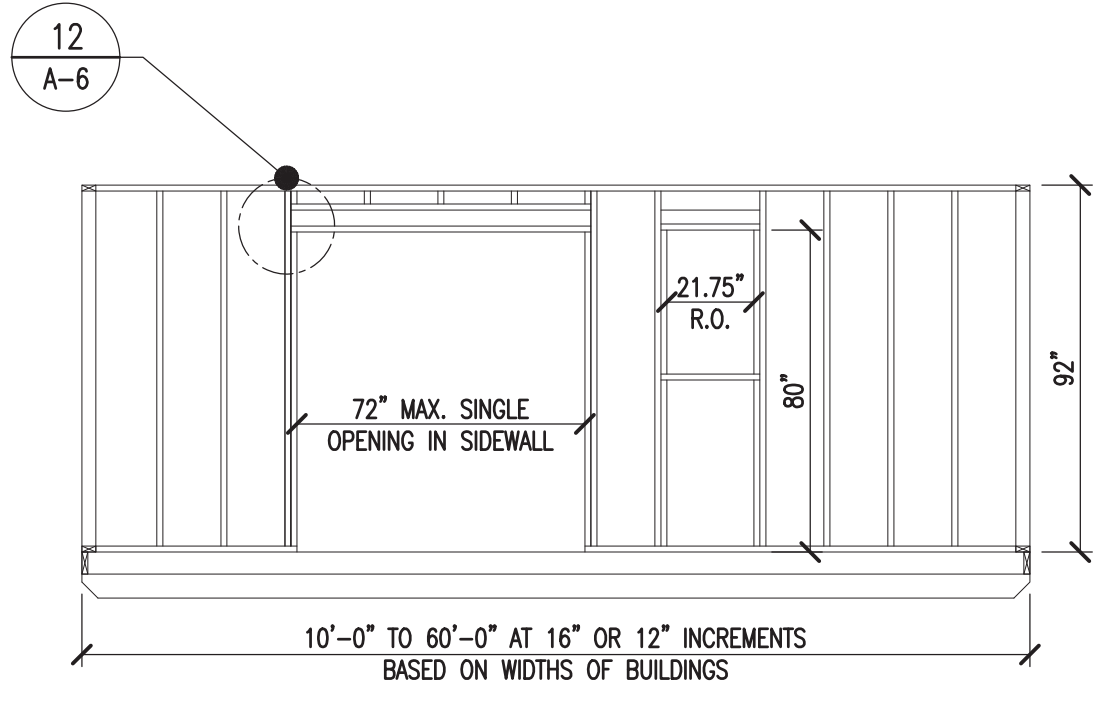 12
A-6
21.75”
R.O.
80”
92”
72” MAX. SINGLE
OPENING IN SIDEWALL
10’-0” TO 60’-0” AT 16” OR 12” INCREMENTS
BASED ON WIDTHS OF BUILDINGS